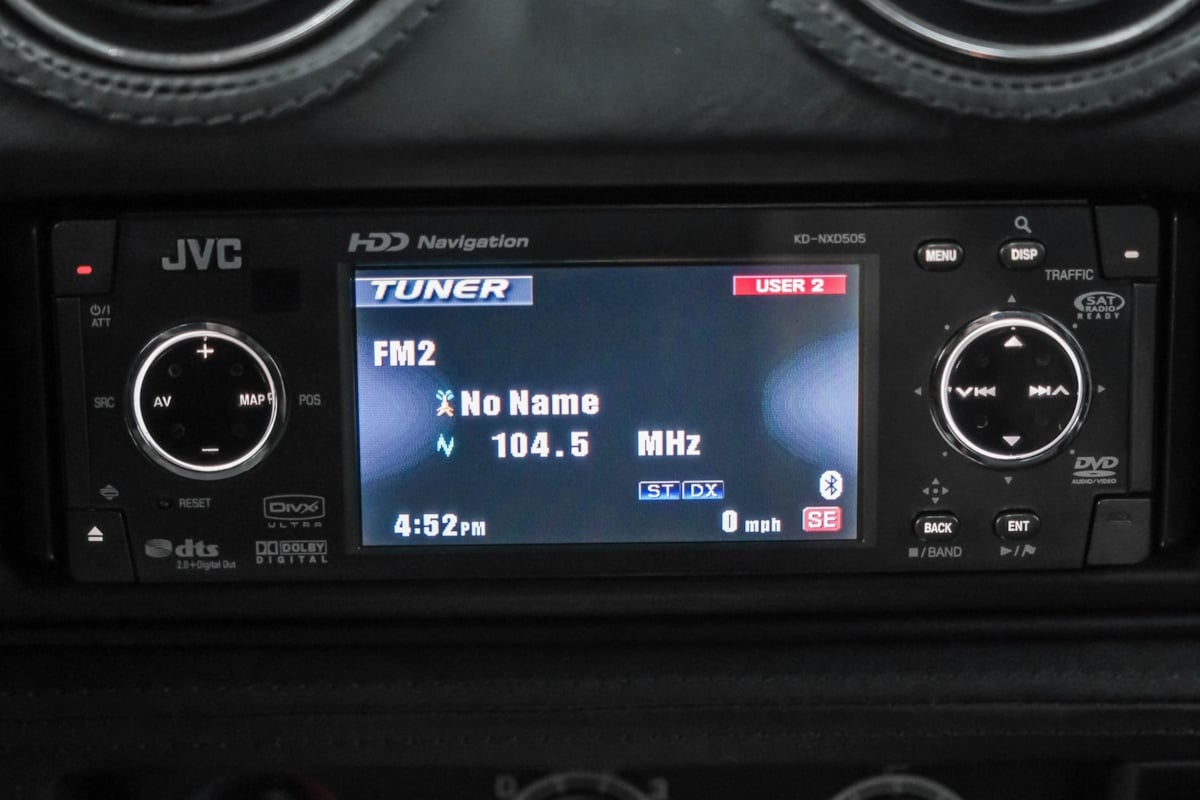 JVC
HDD Navigation
KD-NXD505
MENU
DISP
TRAFFIC
SAT
RADIO
READY
⏻/I
ATT
SRC
AV
+
MAP
−
POS
RESET
DIVX
ULTRA
dts
2.0+Digital Out
DOLBY
DIGITAL
TUNER
USER 2
FM2
No Name
104.5 MHz
ST DX
4:52PM
0 mph
SE
DVD
AUDIO/VIDEO
BACK
ENT
■/BAND